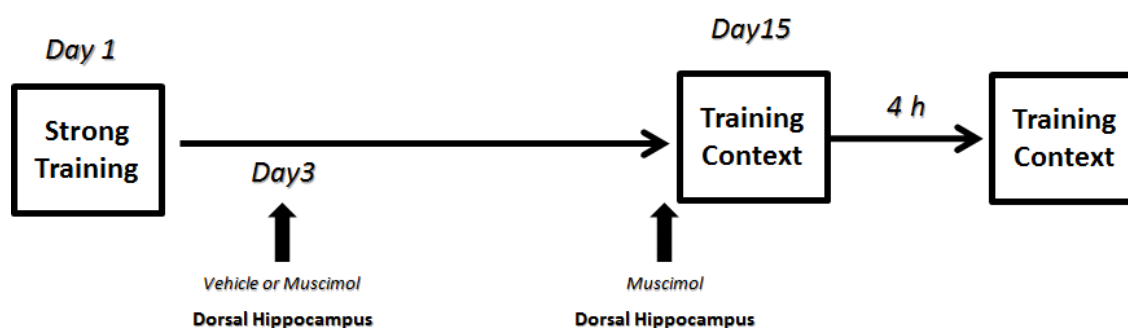 Day 1
Strong
Training
Day3
Vehicle or Muscimol
Dorsal Hippocampus
Muscimol
Dorsal Hippocampus
Day15
Training
Context
4 h
Training
Context